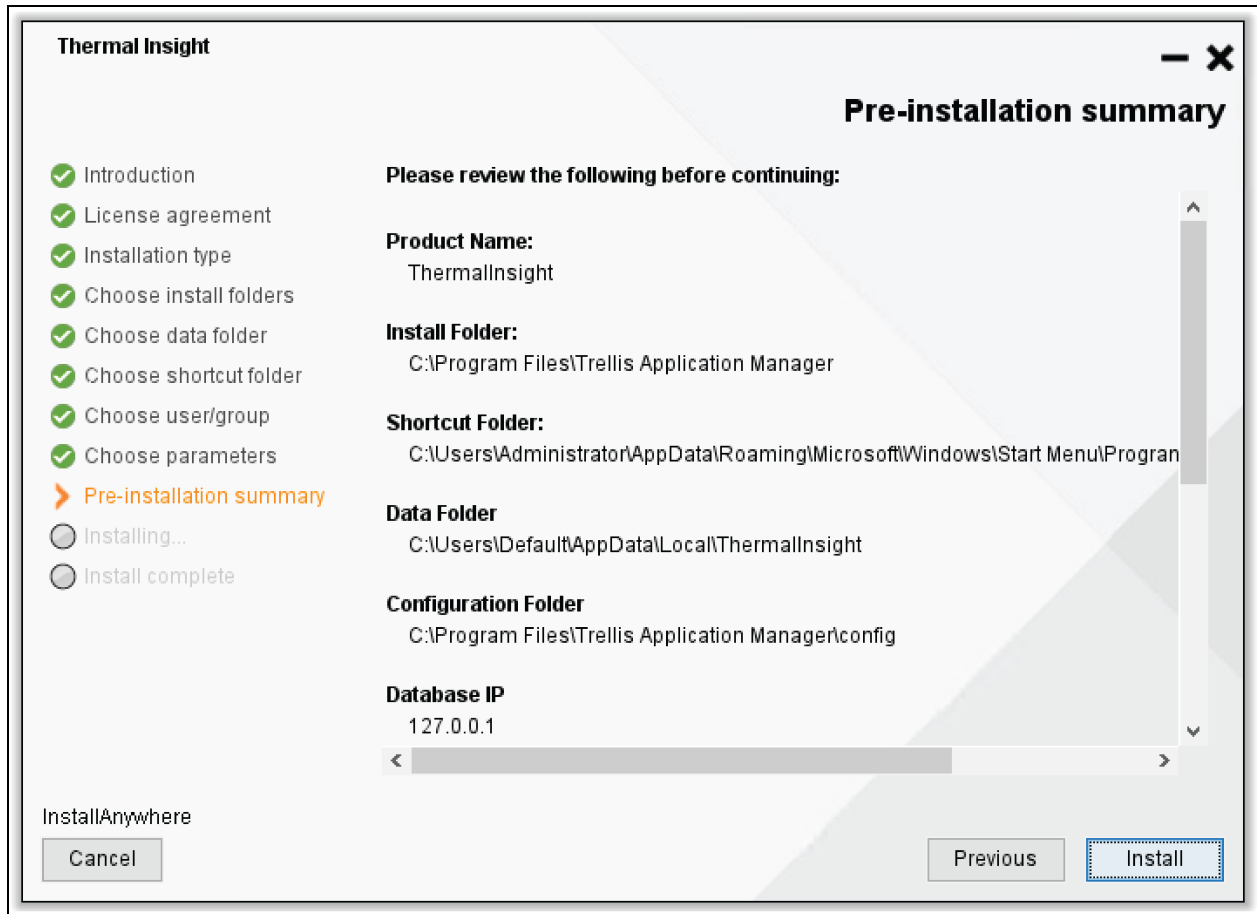 Thermal Insight
Pre-installation summary
Introduction
License agreement
Installation type
Choose install folders
Choose data folder
Choose shortcut folder
Choose user/group
Choose parameters
Pre-installation summary
Installing...
Install complete
Please review the following before continuing:
Product Name:
ThermalInsight
Install Folder:
C:\Program Files\Trellis Application Manager
Shortcut Folder:
C:\Users\Administrator\AppData\Roaming\Microsoft\Windows\Start Menu\Program
Data Folder
C:\Users\Default\AppData\Local\ThermalInsight
Configuration Folder
C:\Program Files\Trellis Application Manager\config
Database IP
127.0.0.1
InstallAnywhere
Cancel
Previous
Install